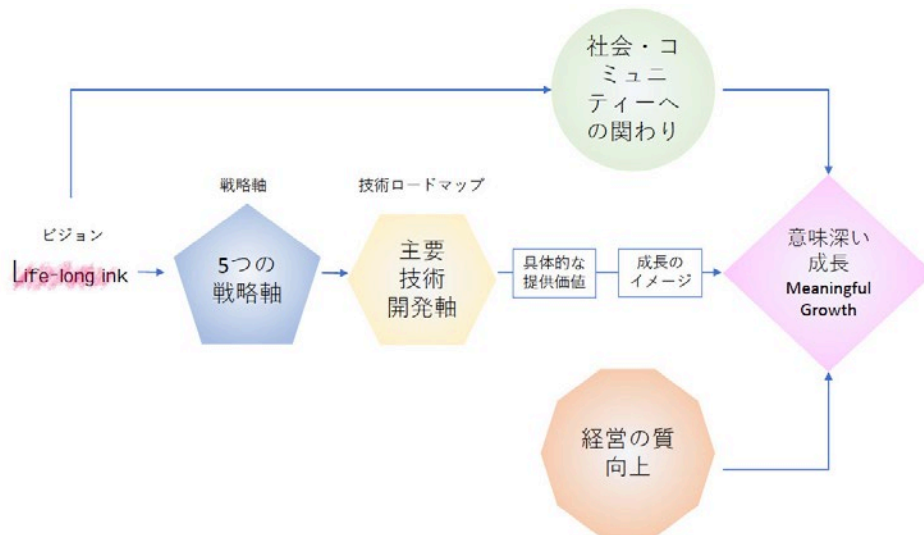 社会・コ
ミュニ
ティーへ
の関わり
戦略軸
技術ロードマップ
ビジョン
Life-long ink
5つの
戦略軸
主要
技術
開発軸
具体的な
提供価値
成長の
イメージ
意味深い
成長
Meaningful
Growth
経営の質
向上